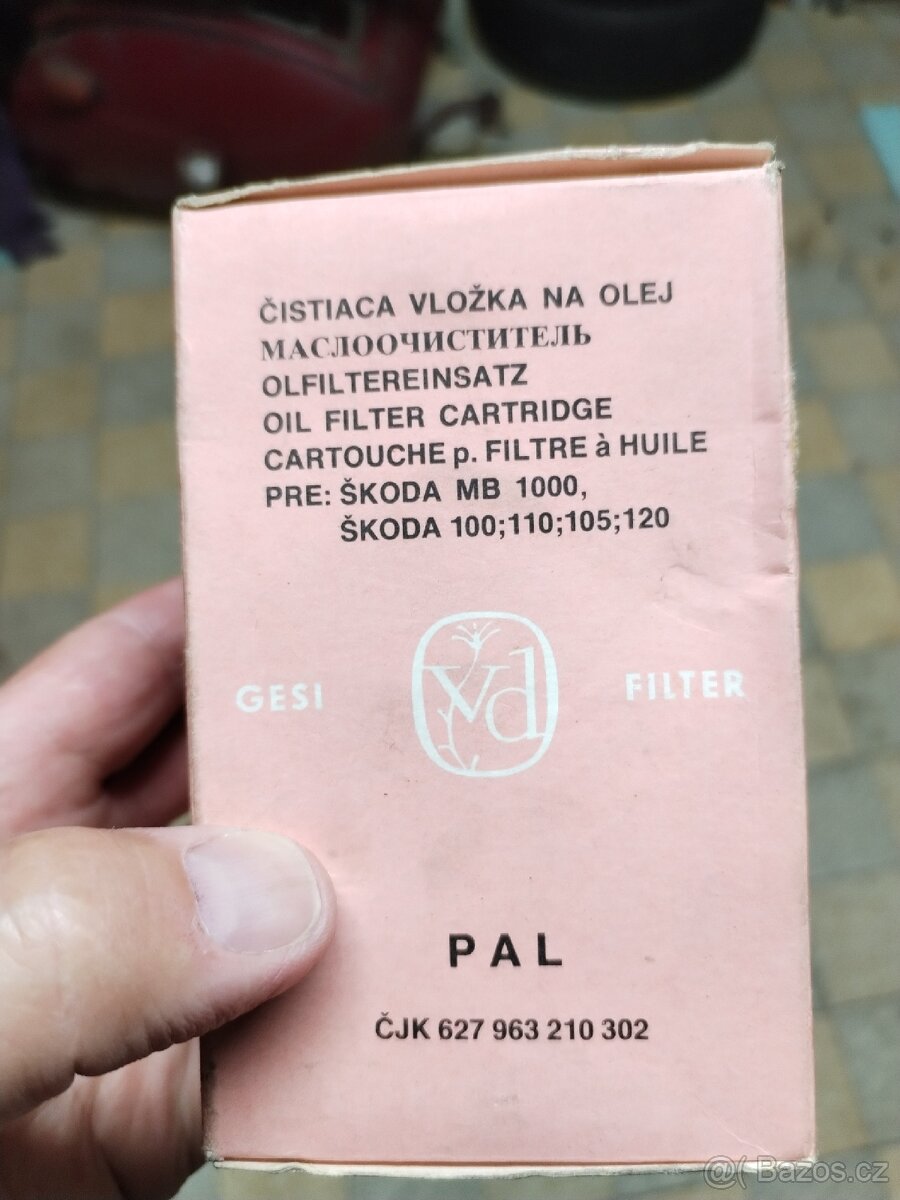 ČISTIACA VLOŽKA NA OLEJ
МАСЛООЧИСТИТЕЛЬ
OLFILTEREINSATZ
OIL FILTER CARTRIDGE
CARTOUCHE p. FILTRE à HUILE
PRE: ŠKODA MB 1000,
ŠKODA 100;110;105;120
GESI vd FILTER
PAL
ČJK 627 963 210 302
@( Bazos.cz